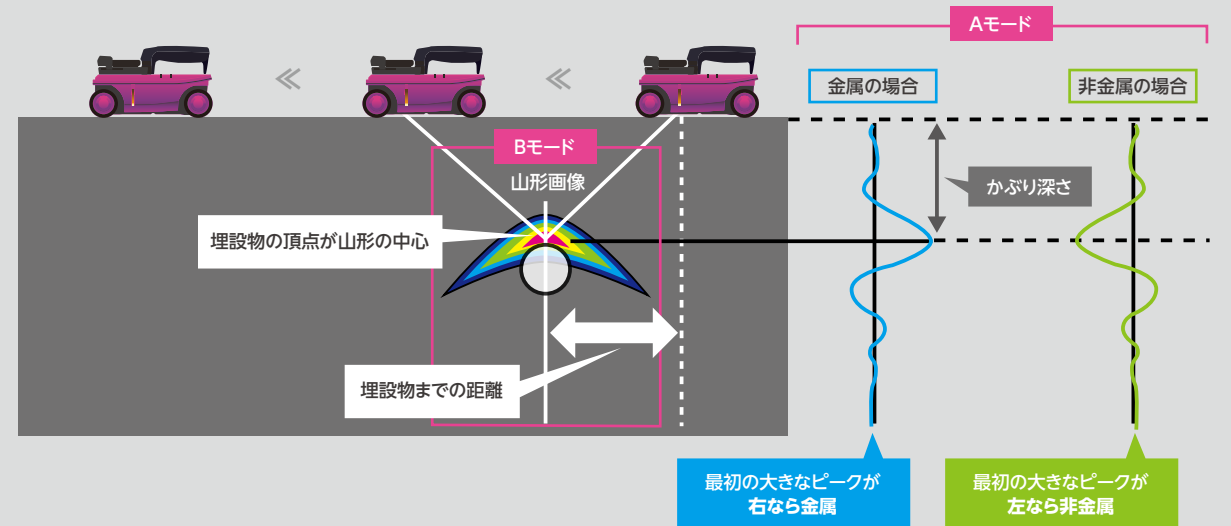 Aモード
金属の場合
非金属の場合
Bモード
山形画像
かぶり深さ
埋設物の頂点が山形の中心
埋設物までの距離
最初の大きなピークが
右なら金属
最初の大きなピークが
左なら非金属